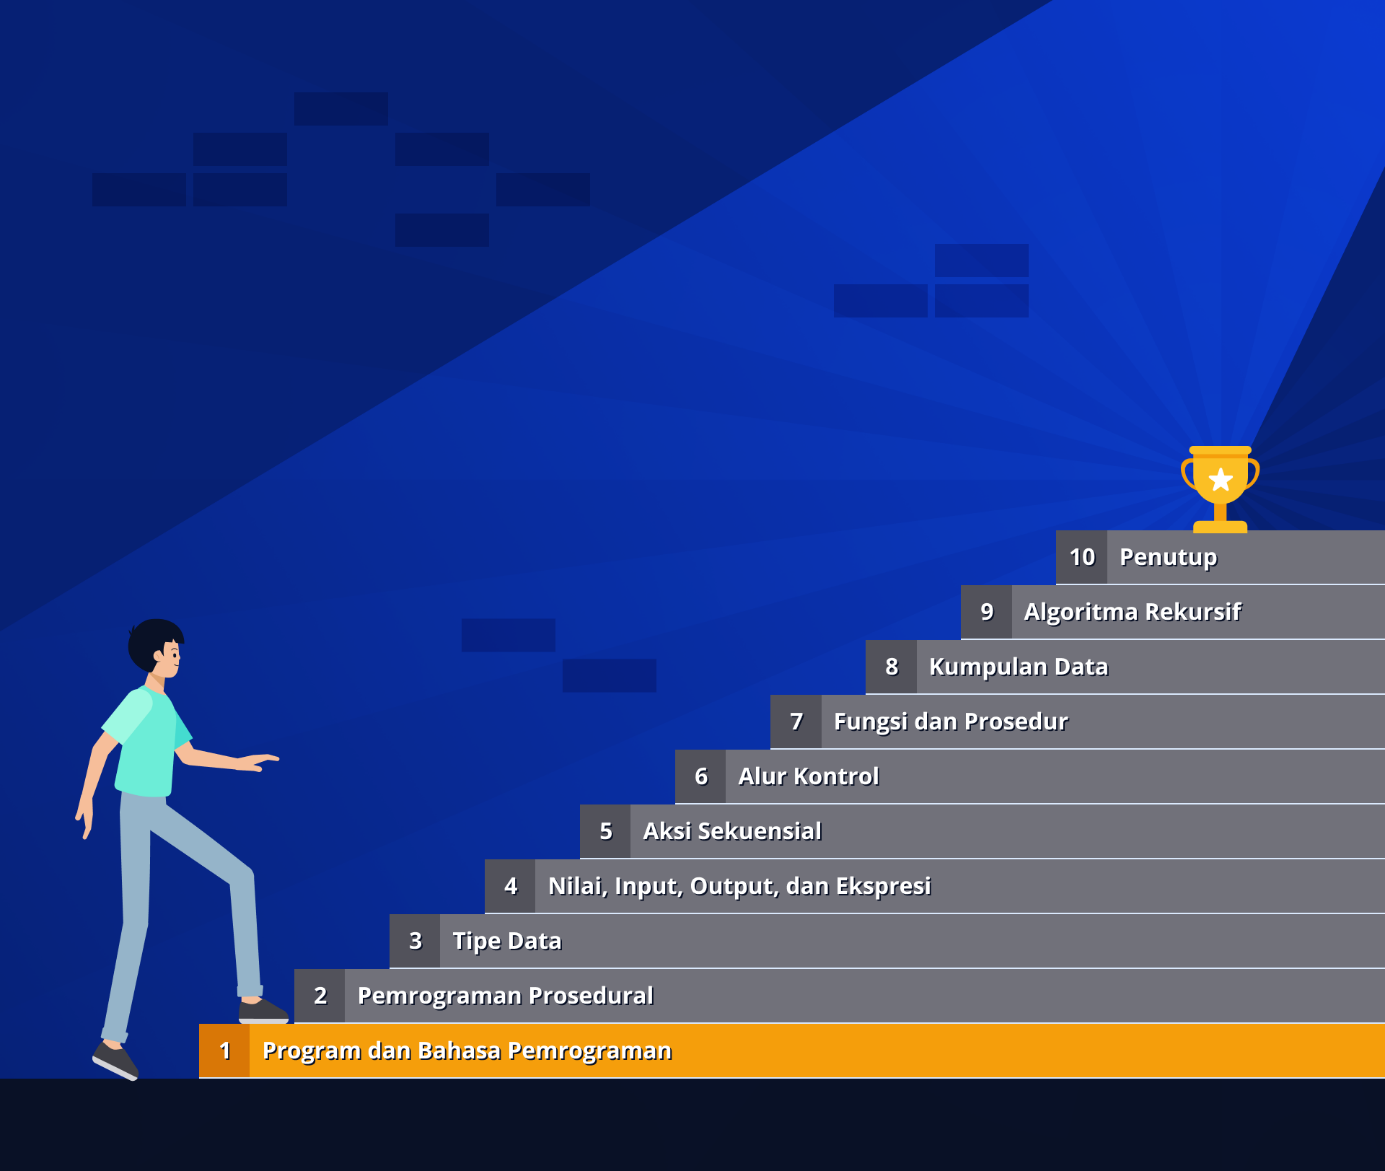 10 Penutup
9 Algoritma Rekursif
8 Kumpulan Data
7 Fungsi dan Prosedur
6 Alur Kontrol
5 Aksi Sekuensial
4 Nilai, Input, Output, dan Ekspresi
3 Tipe Data
2 Pemrograman Prosedural
1 Program dan Bahasa Pemrograman